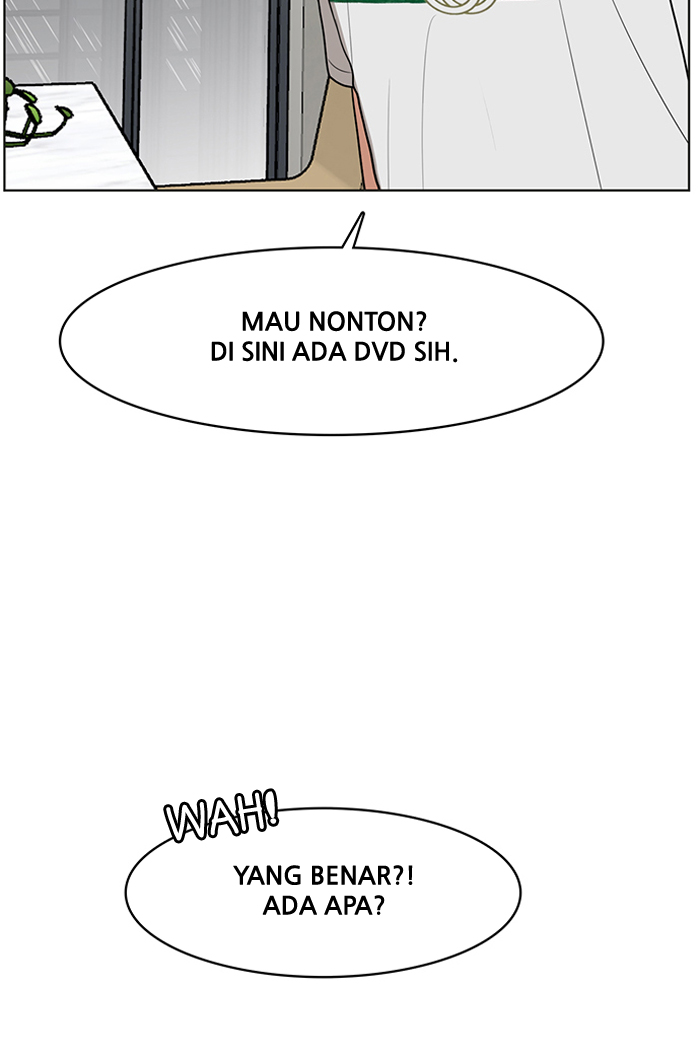 MAU NONTON?
DI SINI ADA DVD SIH.
WAH!
YANG BENAR?!
ADA APA?